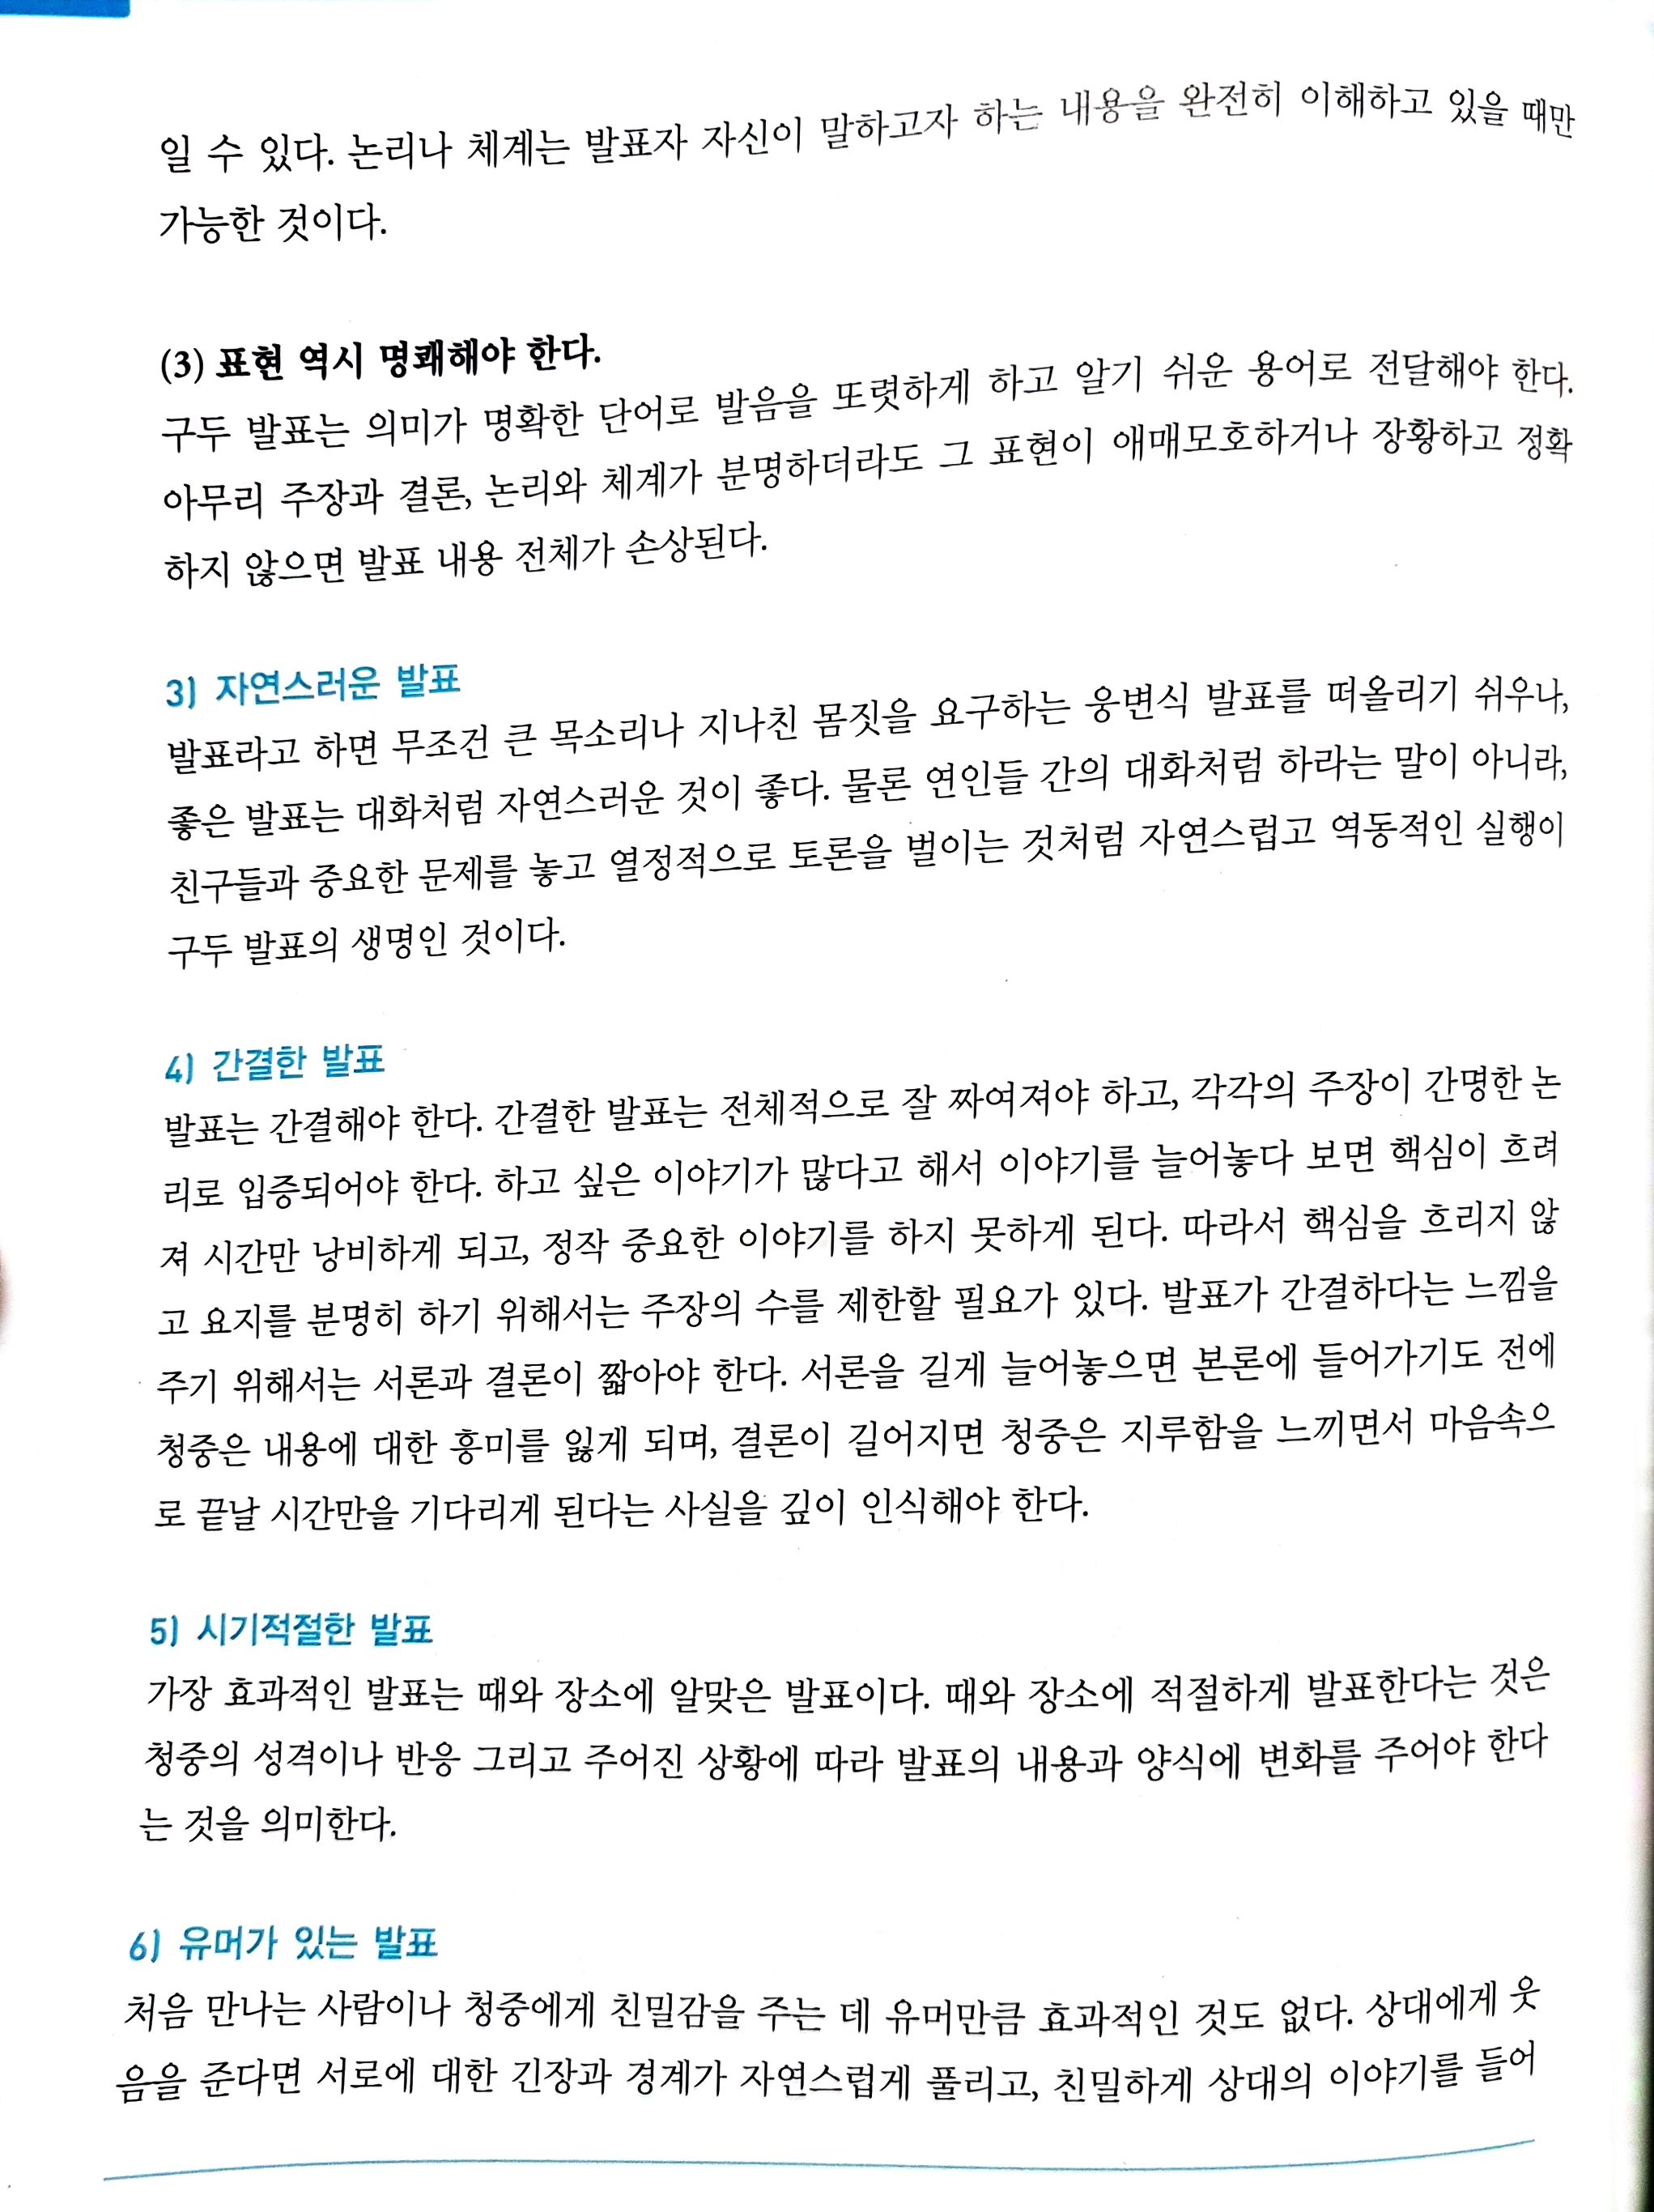 일 수 있다. 논리나 체계는 발표자 자신이 말하고자 하는 내용을 완전히 이해하고 있을 때만
가능한 것이다.
(3) 표현 역시 명쾌해야 한다.
구두 발표는 의미가 명확한 단어로 발음을 또렷하게 하고 알기 쉬운 용어로 전달해야 한다.
아무리 주장과 결론, 논리와 체계가 분명하더라도 그 표현이 애매모호하거나 장황하고 정확
하지 않으면 발표 내용 전체가 손상된다.
3) 자연스러운 발표
발표라고 하면 무조건 큰 목소리나 지나친 몸짓을 요구하는 웅변식 발표를 떠올리기 쉬우나,
좋은 발표는 대화처럼 자연스러운 것이 좋다. 물론 연인들 간의 대화처럼 하라는 말이 아니라,
친구들과 중요한 문제를 놓고 열정적으로 토론을 벌이는 것처럼 자연스럽고 역동적인 실행이
구두 발표의 생명인 것이다.
4) 간결한 발표
발표는 간결해야 한다. 간결한 발표는 전체적으로 잘 짜여져야 하고, 각각의 주장이 간명한 논
리로 입증되어야 한다. 하고 싶은 이야기가 많다고 해서 이야기를 늘어놓다 보면 핵심이 흐려
져 시간만 낭비하게 되고, 정작 중요한 이야기를 하지 못하게 된다. 따라서 핵심을 흐리지 않
고 요지를 분명히 하기 위해서는 주장의 수를 제한할 필요가 있다. 발표가 간결하다는 느낌을
주기 위해서는 서론과 결론이 짧아야 한다. 서론을 길게 늘어놓으면 본론에 들어가기도 전에
청중은 내용에 대한 흥미를 잃게 되며, 결론이 길어지면 청중은 지루함을 느끼면서 마음속으
로 끝날 시간만을 기다리게 된다는 사실을 깊이 인식해야 한다.
5) 시기적절한 발표
가장 효과적인 발표는 때와 장소에 알맞은 발표이다. 때와 장소에 적절하게 발표한다는 것은
청중의 성격이나 반응 그리고 주어진 상황에 따라 발표의 내용과 양식에 변화를 주어야 한다
는 것을 의미한다.
6) 유머가 있는 발표
처음 만나는 사람이나 청중에게 친밀감을 주는 데 유머만큼 효과적인 것도 없다. 상대에게 웃
음을 준다면 서로에 대한 긴장과 경계가 자연스럽게 풀리고, 친밀하게 상대의 이야기를 들어